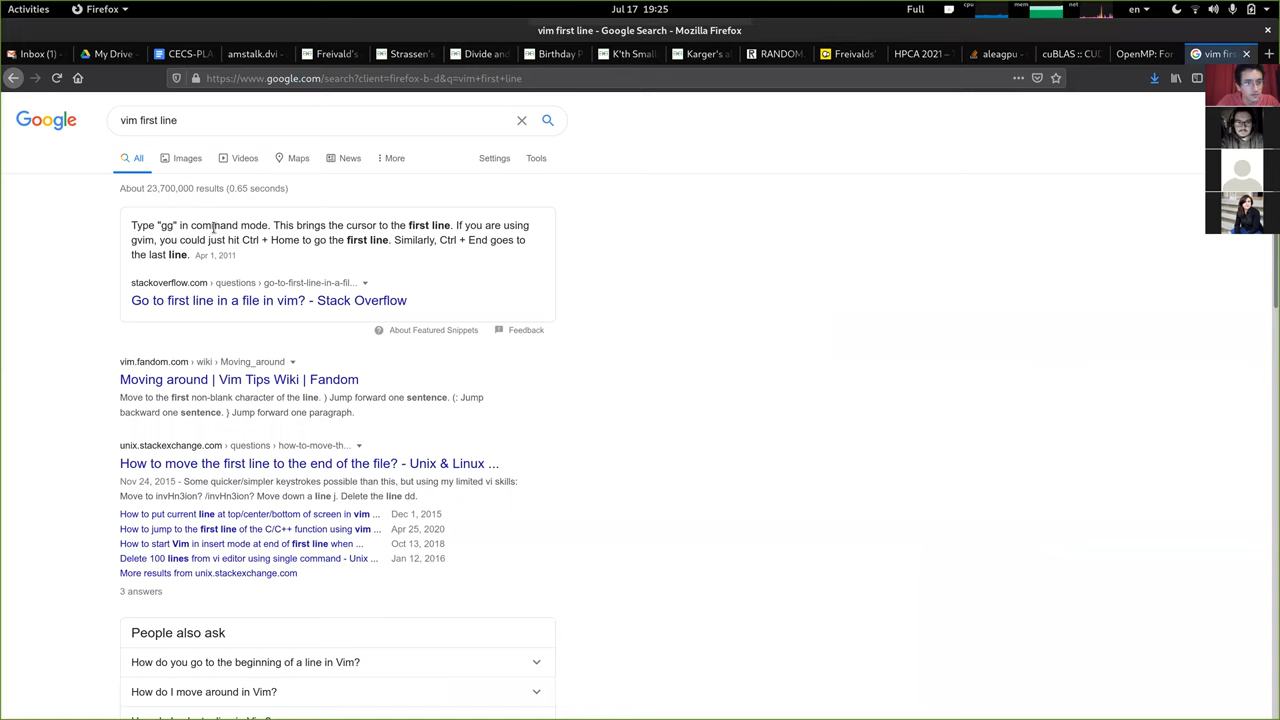 Activities
Firefox
Jul 17 19:25
Full
cpu
mem
net
en
vim first line - Google Search - Mozilla Firefox
Inbox (1)
My Drive
CECS-PLA
amstalk.dvi
Freivald's
Strassen's
Divide and
Birthday P
K'th Small
Karger's a
RANDOM
Freivalds
HPCA 2021
aleagpu
cuBLAS :: CUD
OpenMP: For
vim firs
https://www.google.com/search?client=firefox-b-d&q=vim+first+line
Google
vim first line
All
Images
Videos
Maps
News
More
Settings
Tools
About 23,700,000 results (0.65 seconds)
Type "gg" in command mode. This brings the cursor to the first line. If you are using
gvim, you could just hit Ctrl + Home to go the first line. Similarly, Ctrl + End goes to
the last line. Apr 1, 2011
stackoverflow.com › questions › go-to-first-line-in-a-fil...
Go to first line in a file in vim? - Stack Overflow
About Featured Snippets
Feedback
vim.fandom.com › wiki › Moving_around
Moving around | Vim Tips Wiki | Fandom
Move to the first non-blank character of the line. ) Jump forward one sentence. (: Jump
backward one sentence. } Jump forward one paragraph.
unix.stackexchange.com › questions › how-to-move-th...
How to move the first line to the end of the file? - Unix & Linux ...
Nov 24, 2015 - Some quicker/simpler keystrokes possible than this, but using my limited vi skills:
Move to invHn3ion? /invHn3ion? Move down a line j. Delete the line dd.
How to put current line at top/center/bottom of screen in vim ... Dec 1, 2015
How to jump to the first line of the C/C++ function using vim ... Apr 25, 2020
How to start Vim in insert mode at end of first line when ... Oct 13, 2018
Delete 100 lines from vi editor using single command - Unix ... Jan 12, 2016
More results from unix.stackexchange.com
3 answers
People also ask
How do you go to the beginning of a line in Vim?
How do I move around in Vim?